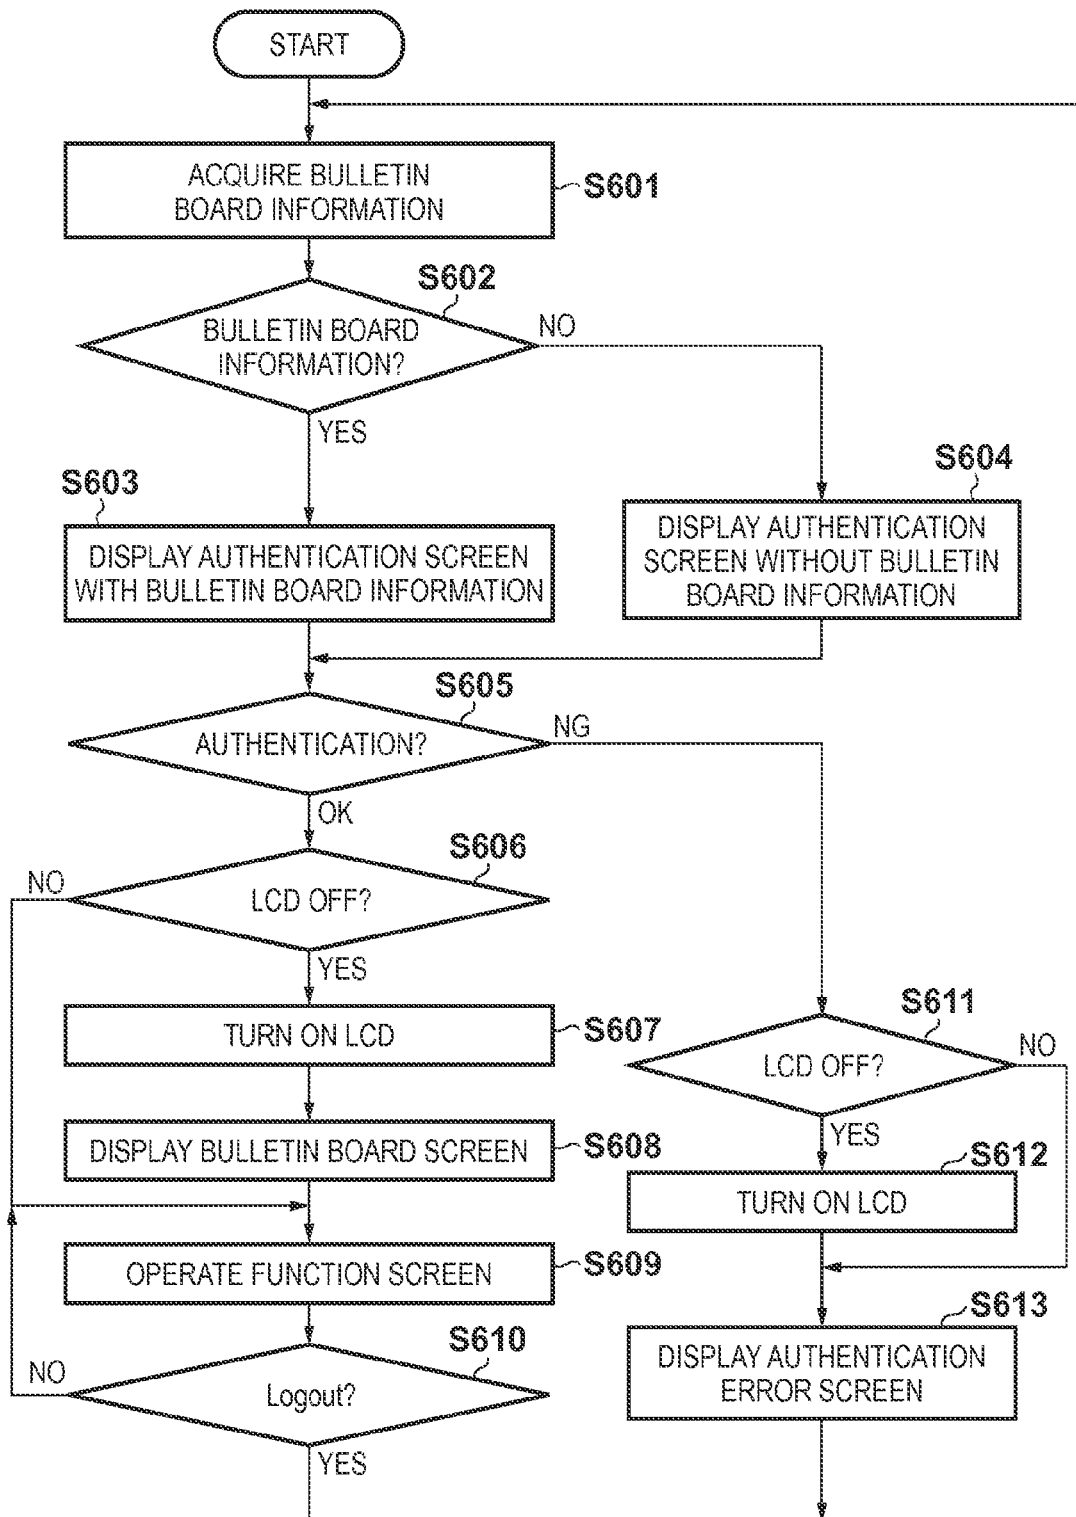 START
ACQUIRE BULLETIN
BOARD INFORMATION
S601
S602
BULLETIN BOARD
INFORMATION?
NO
YES
S603
DISPLAY AUTHENTICATION SCREEN
WITH BULLETIN BOARD INFORMATION
S604
DISPLAY AUTHENTICATION
SCREEN WITHOUT BULLETIN
BOARD INFORMATION
S605
AUTHENTICATION?
NG
OK
S606
LCD OFF?
NO
YES
TURN ON LCD
S607
DISPLAY BULLETIN BOARD SCREEN
S608
OPERATE FUNCTION SCREEN
S609
S610
Logout?
NO
YES
S611
LCD OFF?
NO
YES
S612
TURN ON LCD
S613
DISPLAY AUTHENTICATION
ERROR SCREEN